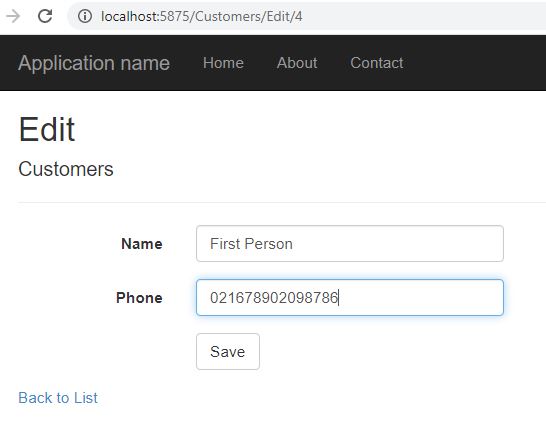 localhost:5875/Customers/Edit/4
Application name Home About Contact
Edit
Customers
Name First Person
Phone 021678902098786
Save
Back to List